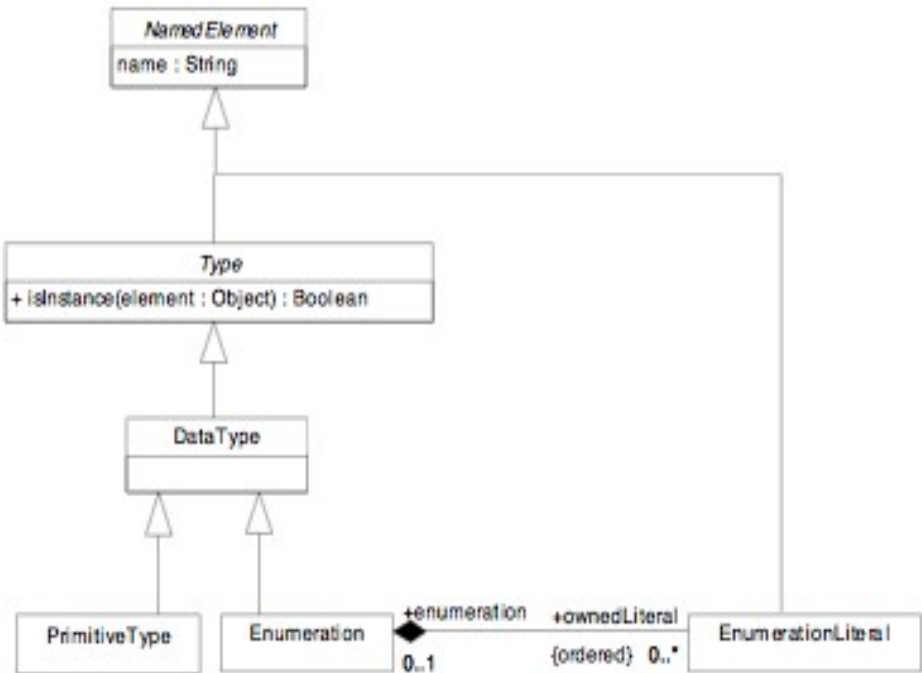 NamedElement
name : String
Type
+ isInstance(element : Object) : Boolean
DataType
PrimitiveType
Enumeration
+enumeration
0..1
+ownedLiteral
{ordered} 0..*
EnumerationLiteral